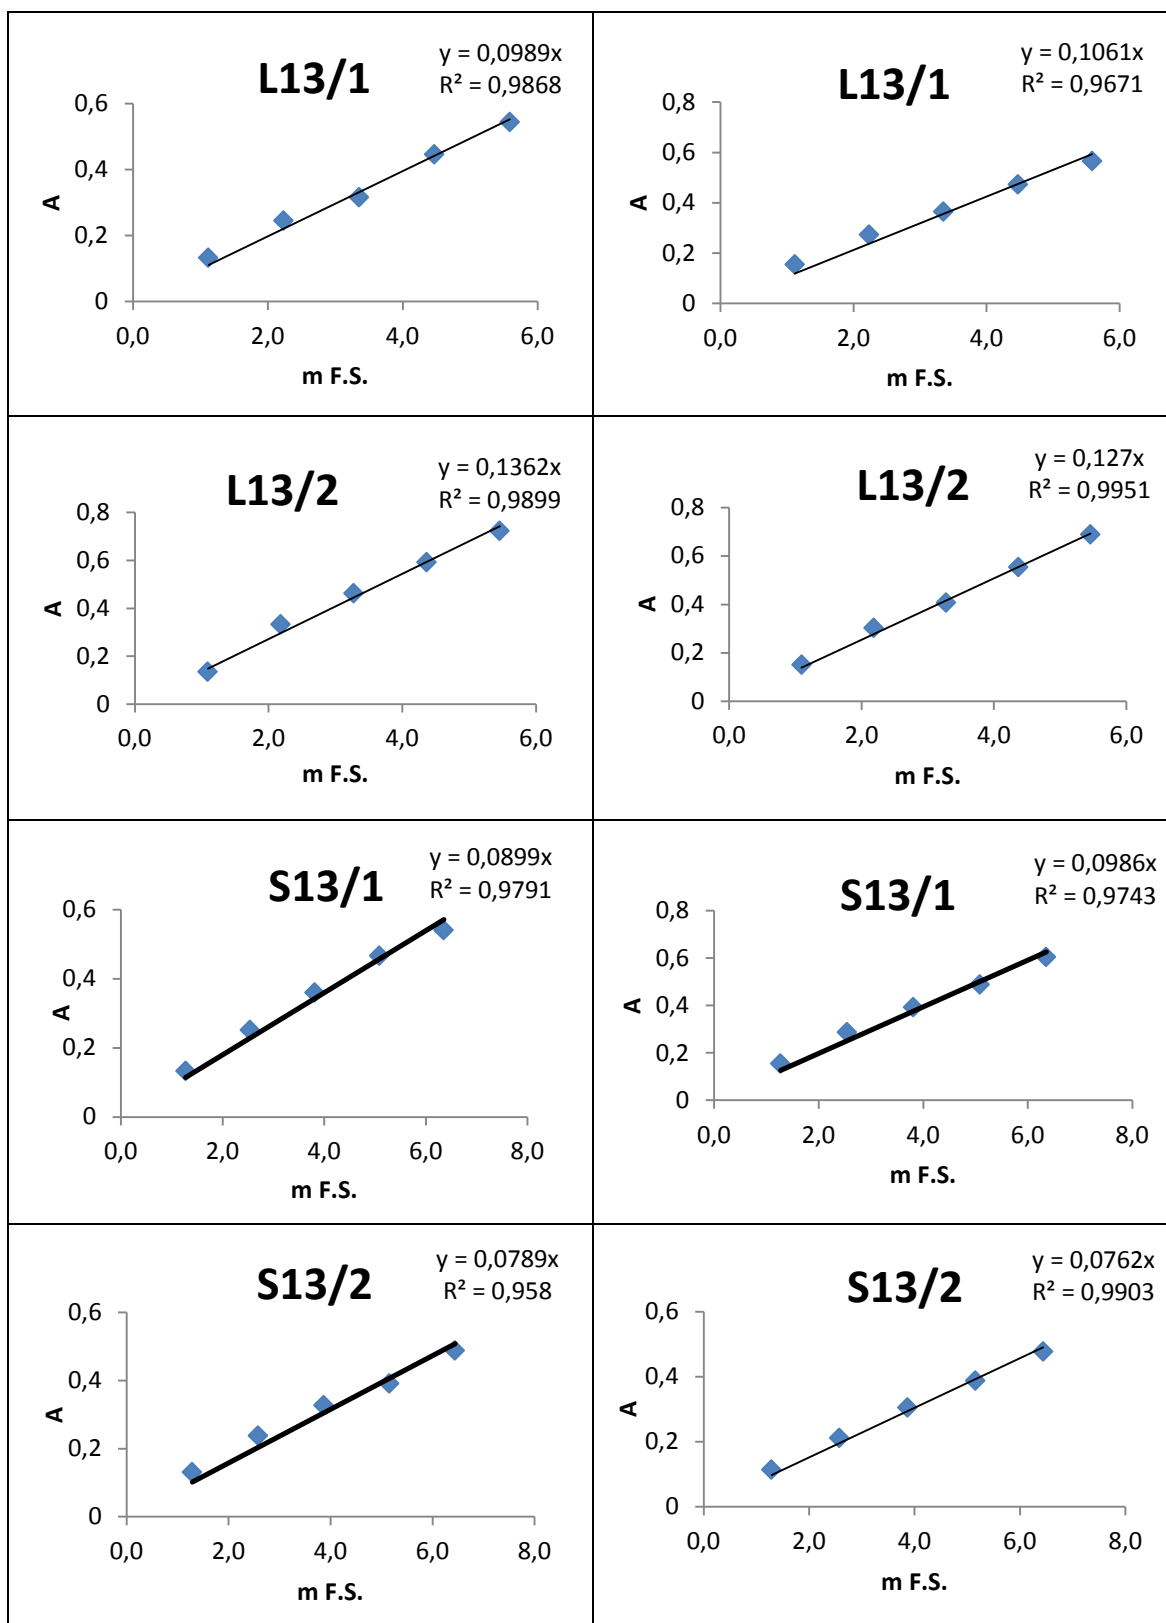 L13/1
y = 0,0989x
R² = 0,9868
0,6
0,4
0,2
0
A
0,0 2,0 4,0 6,0
m F.S.
L13/1
y = 0,1061x
R² = 0,9671
0,8
0,6
0,4
0,2
0
A
0,0 2,0 4,0 6,0
m F.S.
L13/2
y = 0,1362x
R² = 0,9899
0,8
0,6
0,4
0,2
0
A
0,0 2,0 4,0 6,0
m F.S.
L13/2
y = 0,127x
R² = 0,9951
0,8
0,6
0,4
0,2
0
A
0,0 2,0 4,0 6,0
m F.S.
S13/1
y = 0,0899x
R² = 0,9791
0,6
0,4
0,2
0
A
0,0 2,0 4,0 6,0 8,0
m F.S.
S13/1
y = 0,0986x
R² = 0,9743
0,8
0,6
0,4
0,2
0
A
0,0 2,0 4,0 6,0 8,0
m F.S.
S13/2
y = 0,0789x
R² = 0,958
0,6
0,4
0,2
0
A
0,0 2,0 4,0 6,0 8,0
m F.S.
S13/2
y = 0,0762x
R² = 0,9903
0,6
0,4
0,2
0
A
0,0 2,0 4,0 6,0 8,0
m F.S.